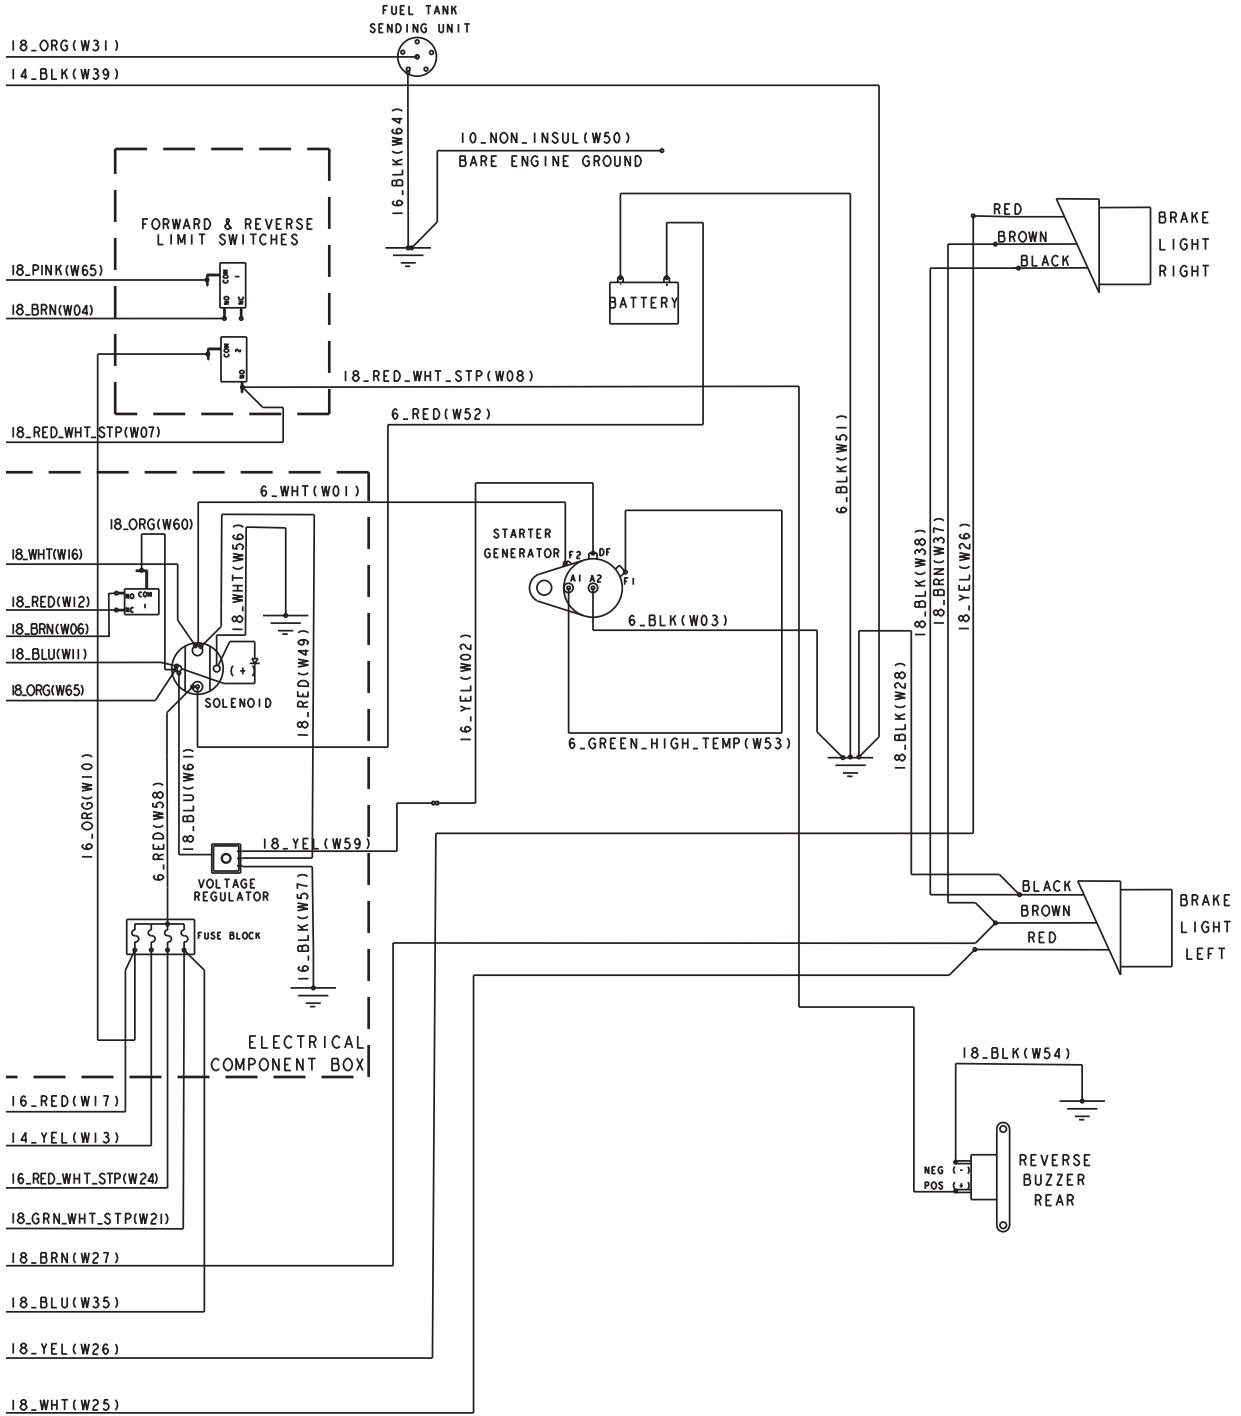 FUEL TANK
SENDING UNIT
18_ORG(W31)
14_BLK(W39)
16_BLK(W64)
10_NON_INSUL(W50)
BARE ENGINE GROUND
FORWARD & REVERSE
LIMIT SWITCHES
18_PINK(W65)
COM
1
NO
NC
18_BRN(W04)
BATTERY
RED
BROWN
BLACK
BRAKE
LIGHT
RIGHT
COM
2
NO
18_RED_WHT_STP(W08)
6_RED(W52)
18_RED_WHT_STP(W07)
6_BLK(W51)
6_WHT(W01)
18_ORG(W60)
18_WHT(W56)
STARTER
GENERATOR
F2
DF
A1
A2
F1
18_WHT(W16)
18_RED(W12)
NO
COM
NC
1
18_BRN(W06)
18_BLU(W11)
18_ORG(W65)
(+)
SOLENOID
18_RED(W49)
16_YEL(W02)
6_BLK(W03)
6_GREEN_HIGH_TEMP(W53)
18_BLK(W28)
18_BLK(W38)
18_BRN(W37)
18_YEL(W26)
16_ORG(W10)
6_RED(W58)
18_BLU(W61)
18_YEL(W59)
VOLTAGE
REGULATOR
16_BLK(W57)
FUSE BLOCK
BLACK
BROWN
RED
BRAKE
LIGHT
LEFT
ELECTRICAL
COMPONENT BOX
16_RED(W17)
14_YEL(W13)
16_RED_WHT_STP(W24)
18_GRN_WHT_STP(W21)
18_BRN(W27)
18_BLU(W35)
18_YEL(W26)
18_WHT(W25)
18_BLK(W54)
NEG (-)
POS (+)
REVERSE
BUZZER
REAR